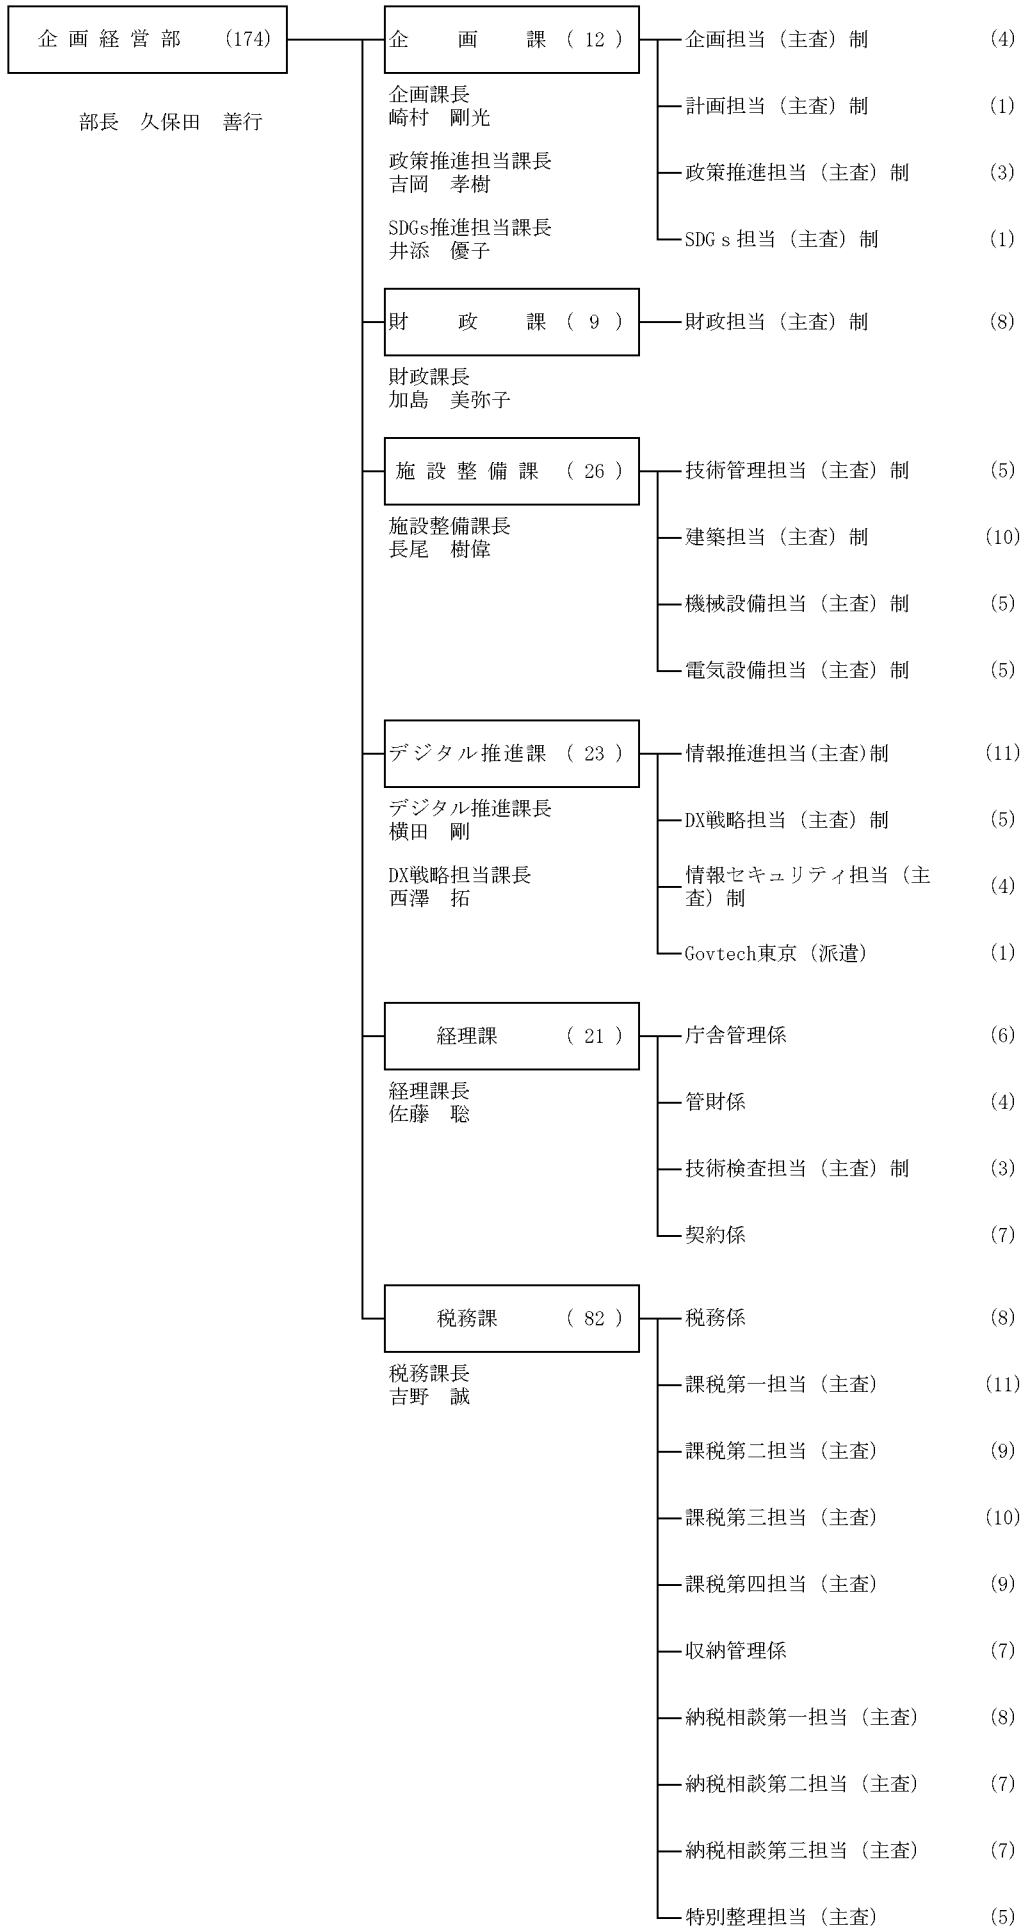 企画経営部 (174)
部長 久保田 善行
企画課 ( 12 )
企画課長
崎村 剛光
政策推進担当課長
吉岡 孝樹
SDGs推進担当課長
井添 優子
企画担当（主査）制 (4)
計画担当（主査）制 (1)
政策推進担当（主査）制 (3)
SDGｓ担当（主査）制 (1)
財政課 ( 9 )
財政課長
加島 美弥子
財政担当（主査）制 (8)
施設整備課 ( 26 )
施設整備課長
長尾 樹偉
技術管理担当（主査）制 (5)
建築担当（主査）制 (10)
機械設備担当（主査）制 (5)
電気設備担当（主査）制 (5)
デジタル推進課 ( 23 )
デジタル推進課長
横田 剛
DX戦略担当課長
西澤 拓
情報推進担当(主査)制 (11)
DX戦略担当（主査）制 (5)
情報セキュリティ担当（主
査）制 (4)
Govtech東京（派遣） (1)
経理課 ( 21 )
経理課長
佐藤 聡
庁舎管理係 (6)
管財係 (4)
技術検査担当（主査）制 (3)
契約係 (7)
税務課 ( 82 )
税務課長
吉野 誠
税務係 (8)
課税第一担当（主査） (11)
課税第二担当（主査） (9)
課税第三担当（主査） (10)
課税第四担当（主査） (9)
収納管理係 (7)
納税相談第一担当（主査） (8)
納税相談第二担当（主査） (7)
納税相談第三担当（主査） (7)
特別整理担当（主査） (5)